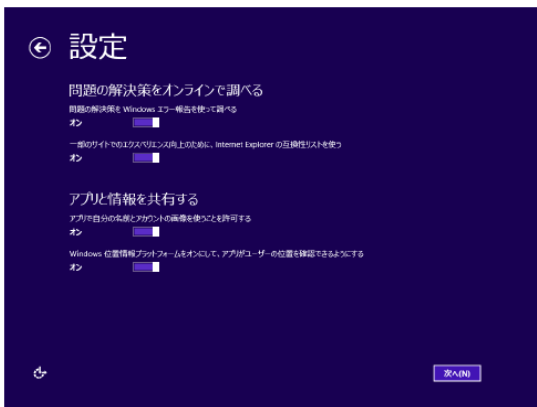 設定
問題の解決策をオンラインで調べる
問題の解決策を Windows エラー報告を使って調べる
オン
一部のサイトでのエクスペリエンス向上のために、Internet Explorer の互換性リストを使う
オン
アプリと情報を共有する
アプリで自分の名前とアカウントの画像を使うことを許可する
オン
Windows 位置情報プラットフォームをオンにして、アプリがユーザーの位置を確認できるようにする
オン
次へ(N)